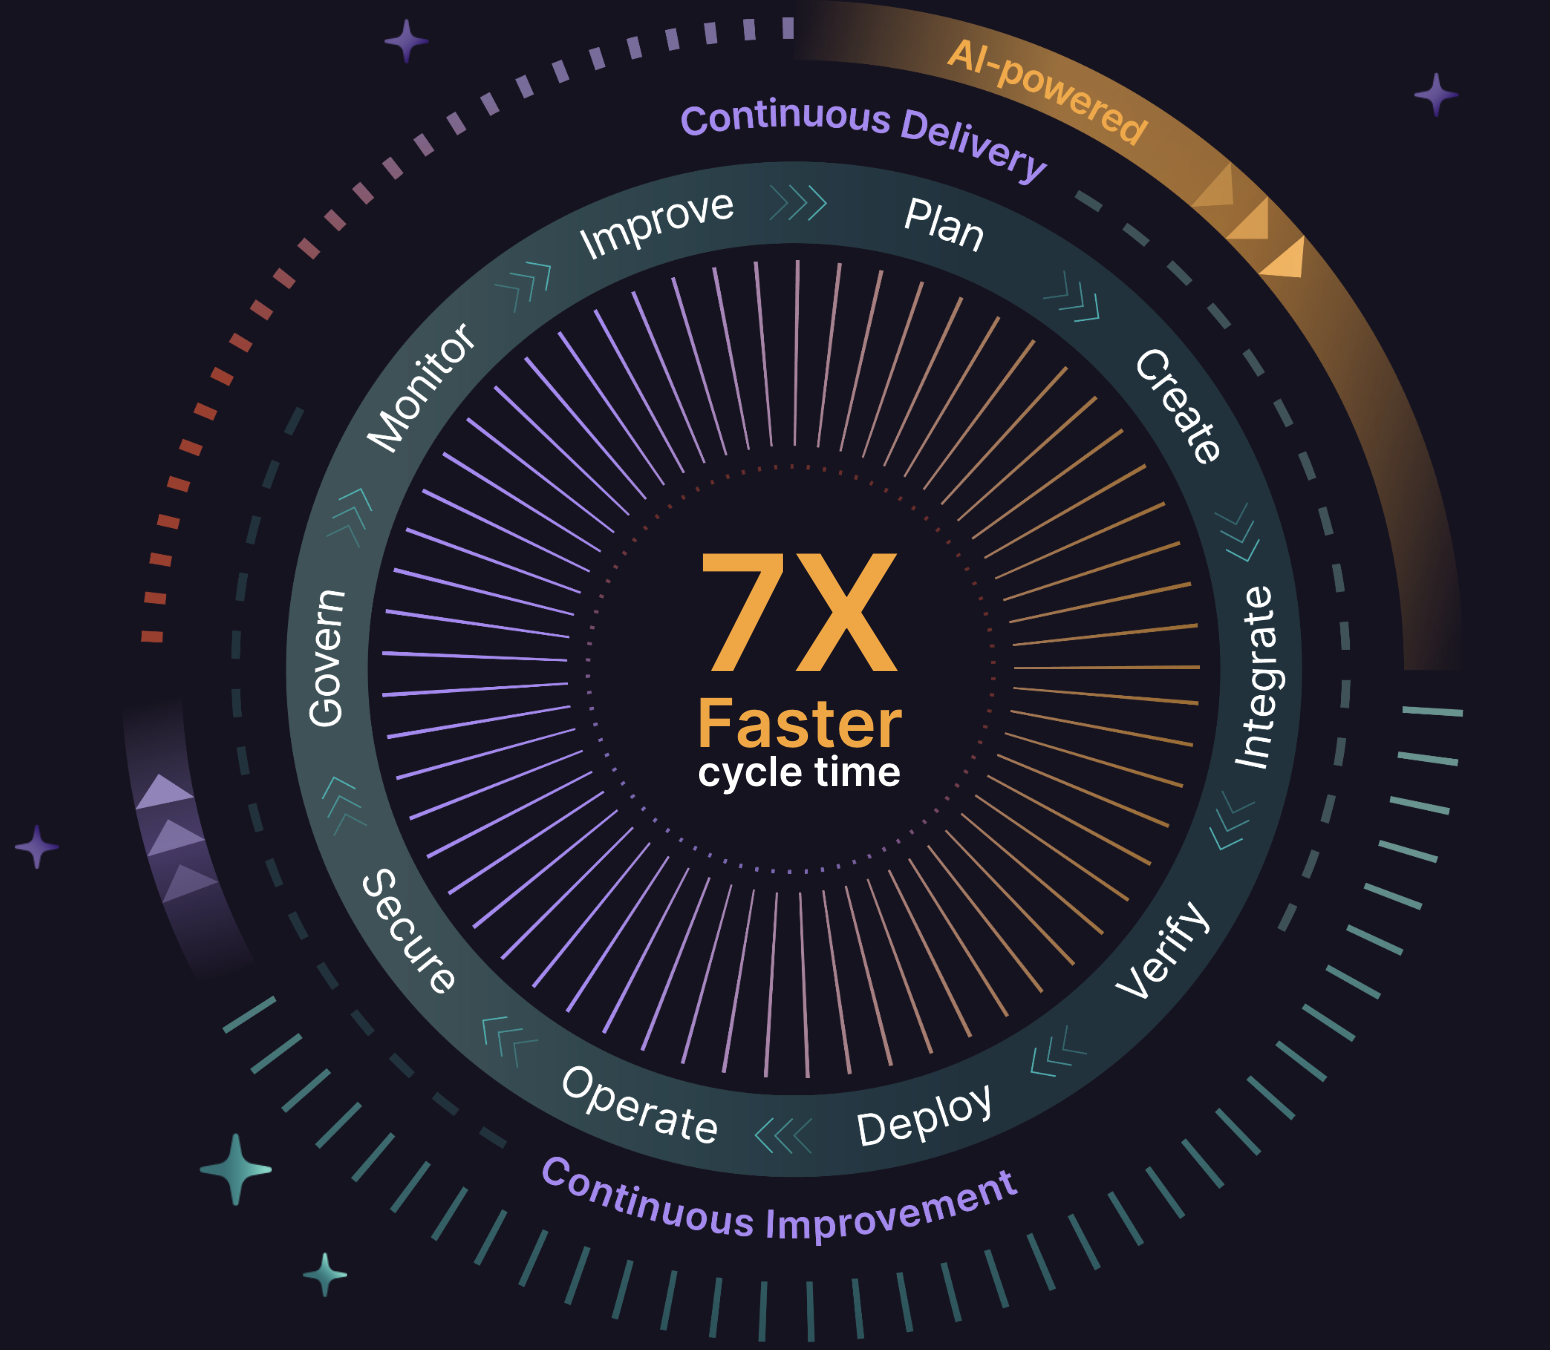 AI-powered
Continuous Delivery
Improve
Plan
Create
Integrate
Verify
Deploy
Operate
Secure
Govern
Monitor
7X
Faster
cycle time
Continuous Improvement